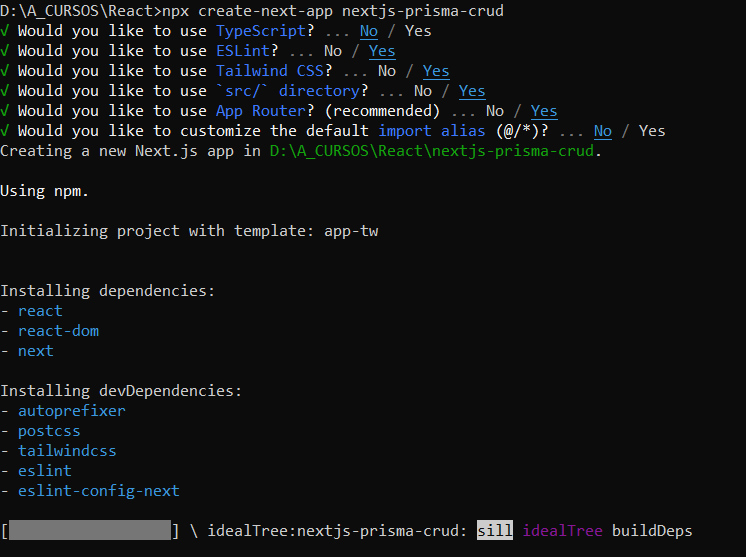 D:\A_CURSOS\React>npx create-next-app nextjs-prisma-crud
√ Would you like to use TypeScript? ... No / Yes
√ Would you like to use ESLint? ... No / Yes
√ Would you like to use Tailwind CSS? ... No / Yes
√ Would you like to use `src/` directory? ... No / Yes
√ Would you like to use App Router? (recommended) ... No / Yes
√ Would you like to customize the default import alias (@/*)? ... No / Yes
Creating a new Next.js app in D:\A_CURSOS\React\nextjs-prisma-crud.
Using npm.
Initializing project with template: app-tw
Installing dependencies:
- react
- react-dom
- next
Installing devDependencies:
- autoprefixer
- postcss
- tailwindcss
- eslint
- eslint-config-next
[                  ] \ idealTree:nextjs-prisma-crud: sill idealTree buildDeps